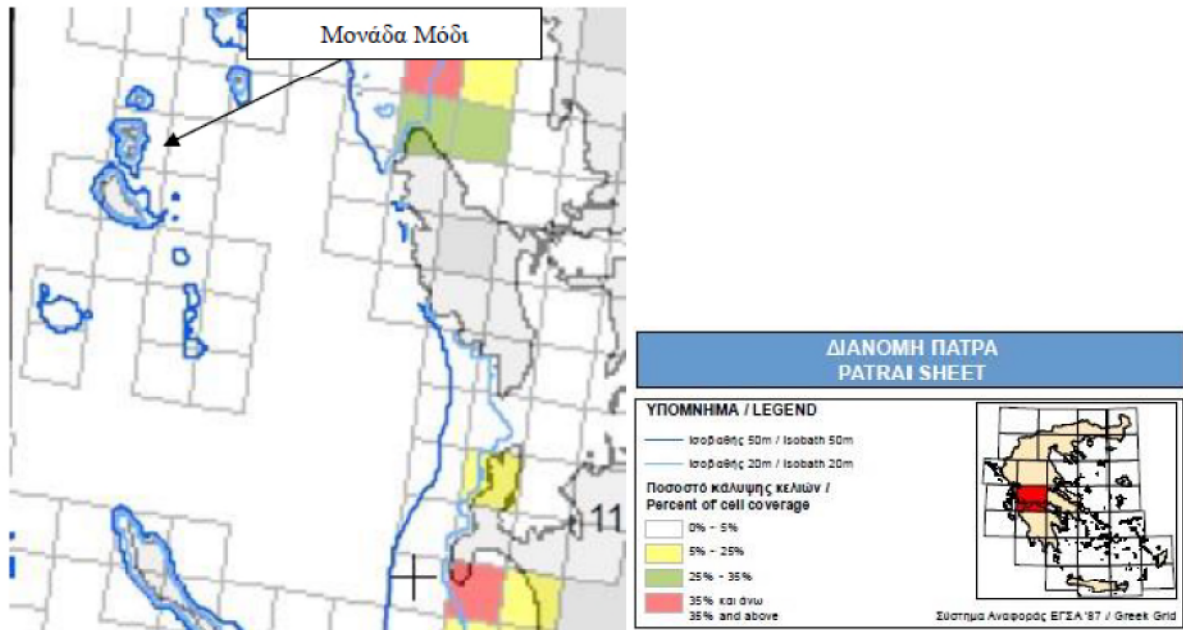 Μονάδα Μόδι
11
ΔΙΑΝΟΜΗ ΠΑΤΡΑ
PATRAI SHEET
ΥΠΟΜΝΗΜΑ / LEGEND
Ισοβαθής 50m / Isobath 50m
Ισοβαθής 20m / Isobath 20m
Ποσοστό κάλυψης κελιών /
Percent of cell coverage
0% - 5%
5% - 25%
25% - 35%
35% και άνω
35% and above
Σύστημα Αναφοράς ΕΓΣΑ '87 / Greek Grid